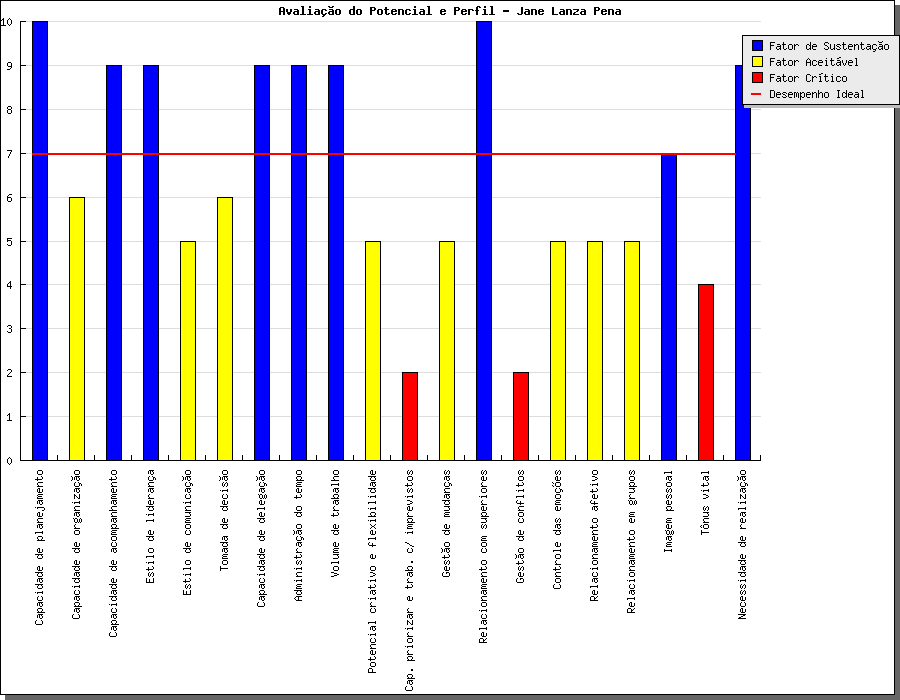 Avaliação do Potencial e Perfil - Jane Lanza Pena
Fator de Sustentação
Fator Aceitável
Fator Crítico
Desempenho Ideal
10
9
8
7
6
5
4
3
2
1
0
Capacidade de planejamento
Capacidade de organização
Capacidade de acompanhamento
Estilo de liderança
Estilo de comunicação
Tomada de decisão
Capacidade de delegação
Administração do tempo
Volume de trabalho
Potencial criativo e flexibilidade
Cap. priorizar e trab. c/ imprevistos
Gestão de mudanças
Relacionamento com superiores
Gestão de conflitos
Controle das emoções
Relacionamento afetivo
Relacionamento em grupos
Imagem pessoal
Tônus vital
Necessidade de realização